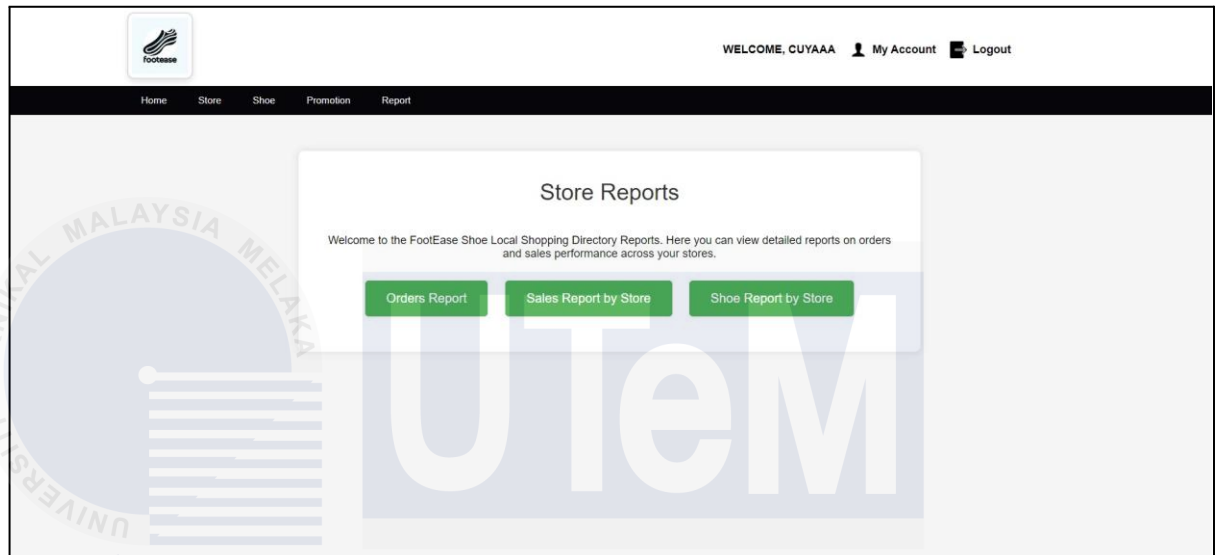 footease
WELCOME, CUYAAA My Account Logout
Home Store Shoe Promotion Report
Store Reports
Welcome to the FootEase Shoe Local Shopping Directory Reports. Here you can view detailed reports on orders
and sales performance across your stores.
Orders Report Sales Report by Store Shoe Report by Store
MALAYSIA MELAKA
UTeM